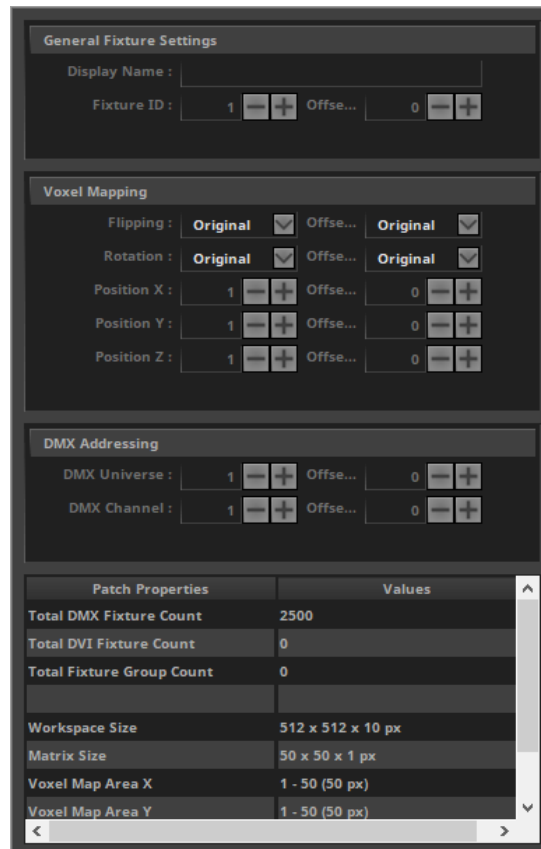 General Fixture Settings
Display Name :
Fixture ID : 1 Offse... 0
Voxel Mapping
Flipping : Original Offse... Original
Rotation : Original Offse... Original
Position X : 1 Offse... 0
Position Y : 1 Offse... 0
Position Z : 1 Offse... 0
DMX Addressing
DMX Universe : 1 Offse... 0
DMX Channel : 1 Offse... 0
Patch Properties Values
Total DMX Fixture Count 2500
Total DVI Fixture Count 0
Total Fixture Group Count 0
Workspace Size 512 x 512 x 10 px
Matrix Size 50 x 50 x 1 px
Voxel Map Area X 1 - 50 (50 px)
Voxel Map Area Y 1 - 50 (50 px)